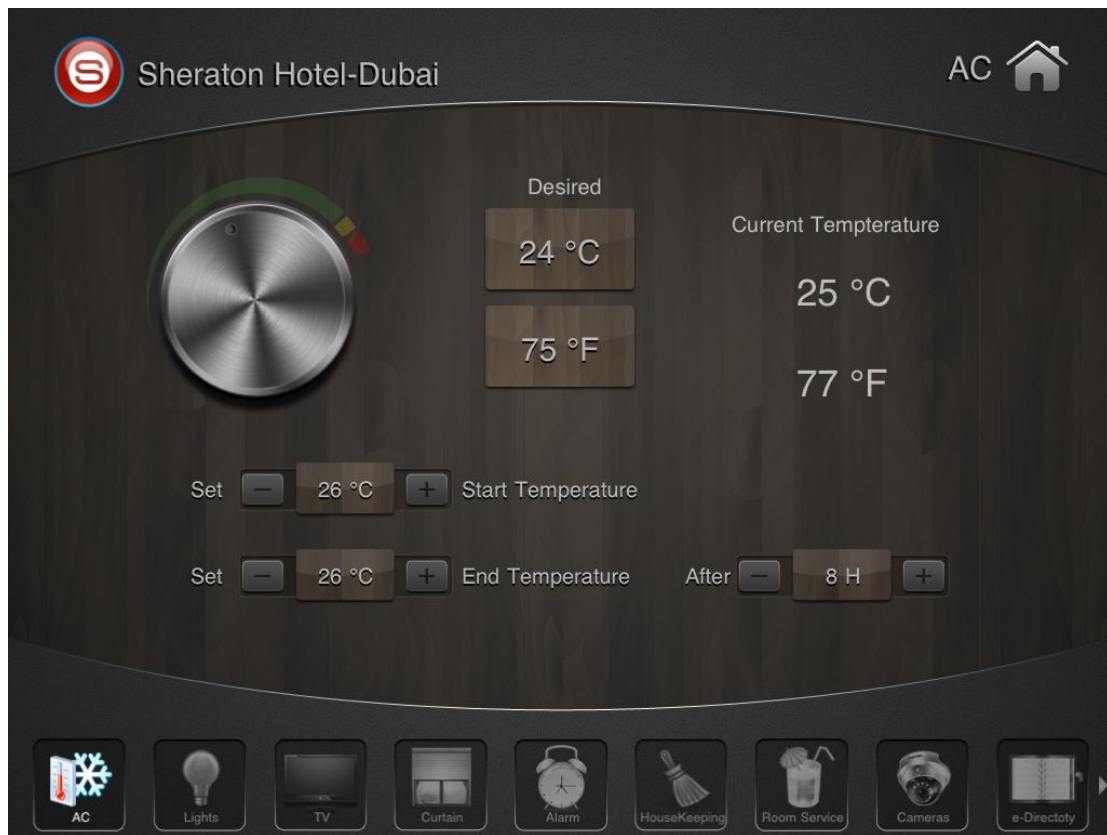 S
Sheraton Hotel-Dubai
AC
Desired
24 °C
75 °F
Current Tempterature
25 °C
77 °F
Set − 26 °C + Start Temperature
Set − 26 °C + End Temperature After − 8 H +
AC
Lights
TV
Curtain
Alarm
HouseKeeping
Room Service
Cameras
e-Directoty